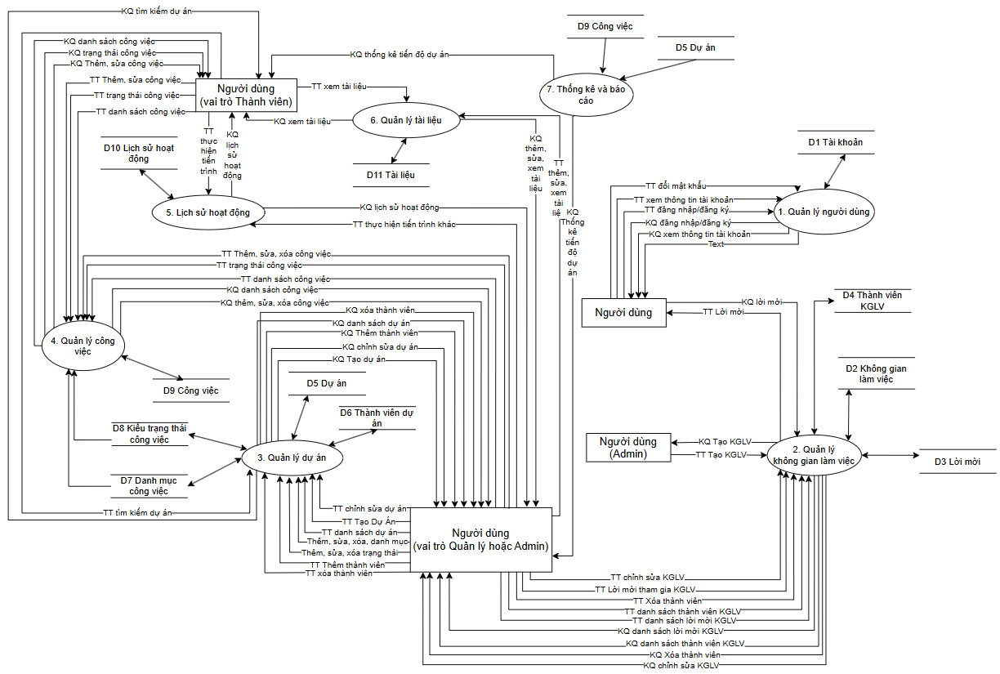 KQ tìm kiếm dự án
D9 Công việc
KQ danh sách công việc
D5 Dự án
KQ trạng thái công việc
KQ thống kê tiến độ dự án
KQ Thêm, sửa công việc
TT Thêm, sửa công việc
Người dùng
(vai trò Thành viên)
TT xem tài liệu
7. Thống kê và báo
cáo
TT trạng thái công việc
TT danh sách công việc
KQ xem tài liệu
6. Quản lý tài liệu
TT
thực
hiện
tiến
trình
KQ
lịch
sử
hoạt
động
KQ
thêm,
sửa,
xem
tài
liệu
TT
thêm,
sửa,
xem
tài
liệ
D1 Tài khoản
D10 Lịch sử hoạt
động
D11 Tài liệu
TT đổi mật khẩu
TT xem thông tin tài khoản
TT đăng nhập/đăng ký
1. Quản lý người dùng
KQ đăng nhập/đăng ký
KQ xem thông tin tài khoản
Text
5. Lịch sử hoạt động
KQ lịch sử hoạt động
TT thực hiện tiến trình khác
KQ
Thống
kê
tiến
độ
dự
án
TT Thêm, sửa, xóa công việc
TT trạng thái công việc
TT danh sách công việc
KQ danh sách công việc
KQ thêm, sửa, xóa công việc
KQ xóa thành viên
KQ danh sách dự án
KQ Thêm thành viên
KQ chỉnh sửa dự án
KQ Tạo dự án
Người dùng
KQ lời mời
TT Lời mời
D4 Thành viên
KGLV
4. Quản lý công
việc
D9 Công việc
D5 Dự án
D2 Không gian
làm việc
D6 Thành viên dự
án
D8 Kiểu trạng thái
công việc
3. Quản lý dự án
Người dùng
(Admin)
KQ Tạo KGLV
TT Tạo KGLV
2. Quản lý
không gian làm việc
D3 Lời mời
D7 Danh mục
công việc
TT tìm kiếm dự án
TT chỉnh sửa dự án
TT Tạo Dự Án
TT danh sách dự án
Thêm, sửa, xóa, danh mục
Thêm, sửa, xóa trạng thái
TT Thêm thành viên
TT xóa thành viên
Người dùng
(vai trò Quản lý hoặc Admin)
TT chỉnh sửa KGLV
TT Lời mời tham gia KGLV
TT Xóa thành viên
TT danh sách thành viên KGLV
TT danh sách lời mời KGLV
KQ danh sách lời mời KGLV
KQ danh sách thành viên KGLV
KQ Xóa thành viên
KQ chỉnh sửa KGLV